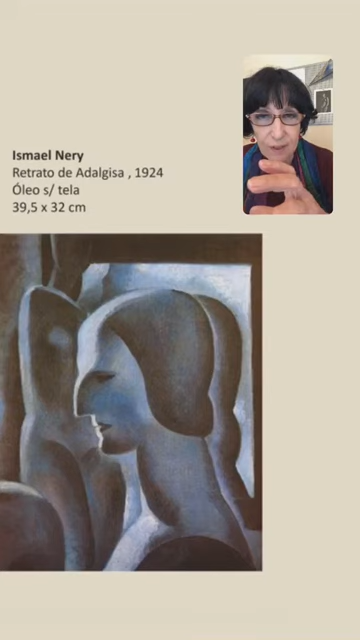 Ismael Nery
Retrato de Adalgisa , 1924
Óleo s/ tela
39,5 x 32 cm